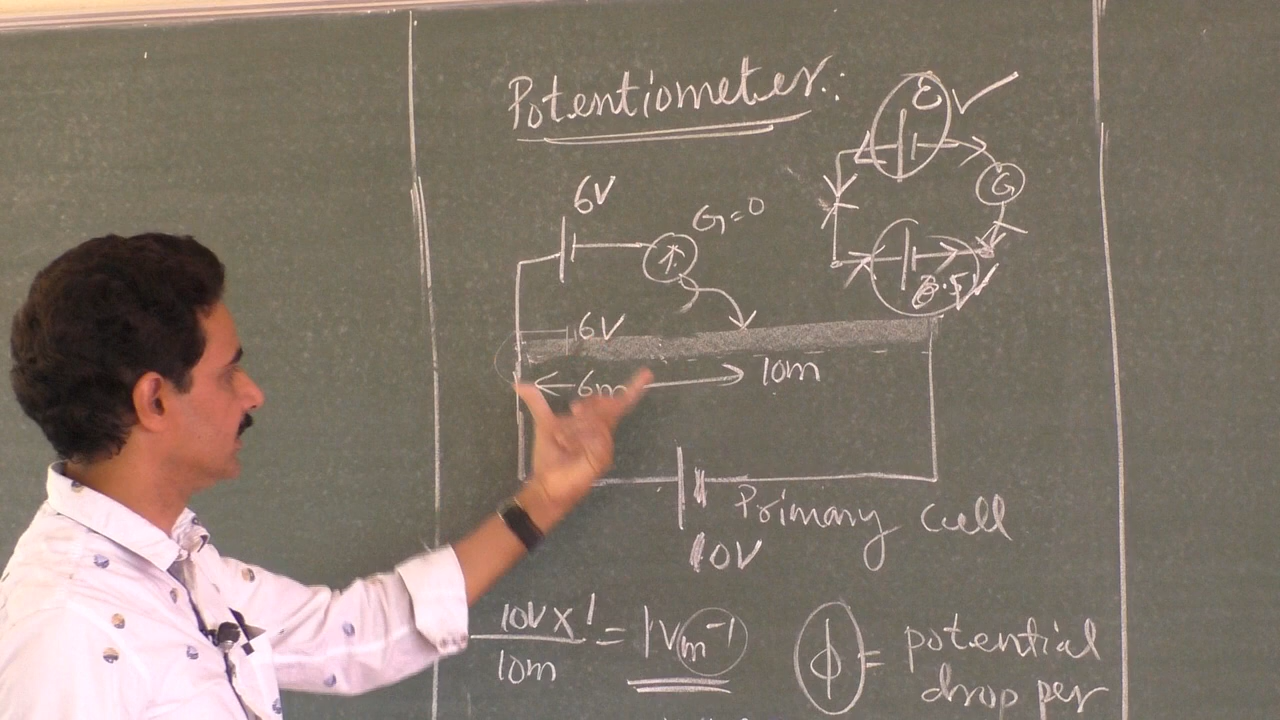 Potentiometer:
ε
G
6V
G=0
6V
6m
10m
Primary cell
10V
10V x 1
10m
= 1Vm⁻¹
ϕ = potential
drop per